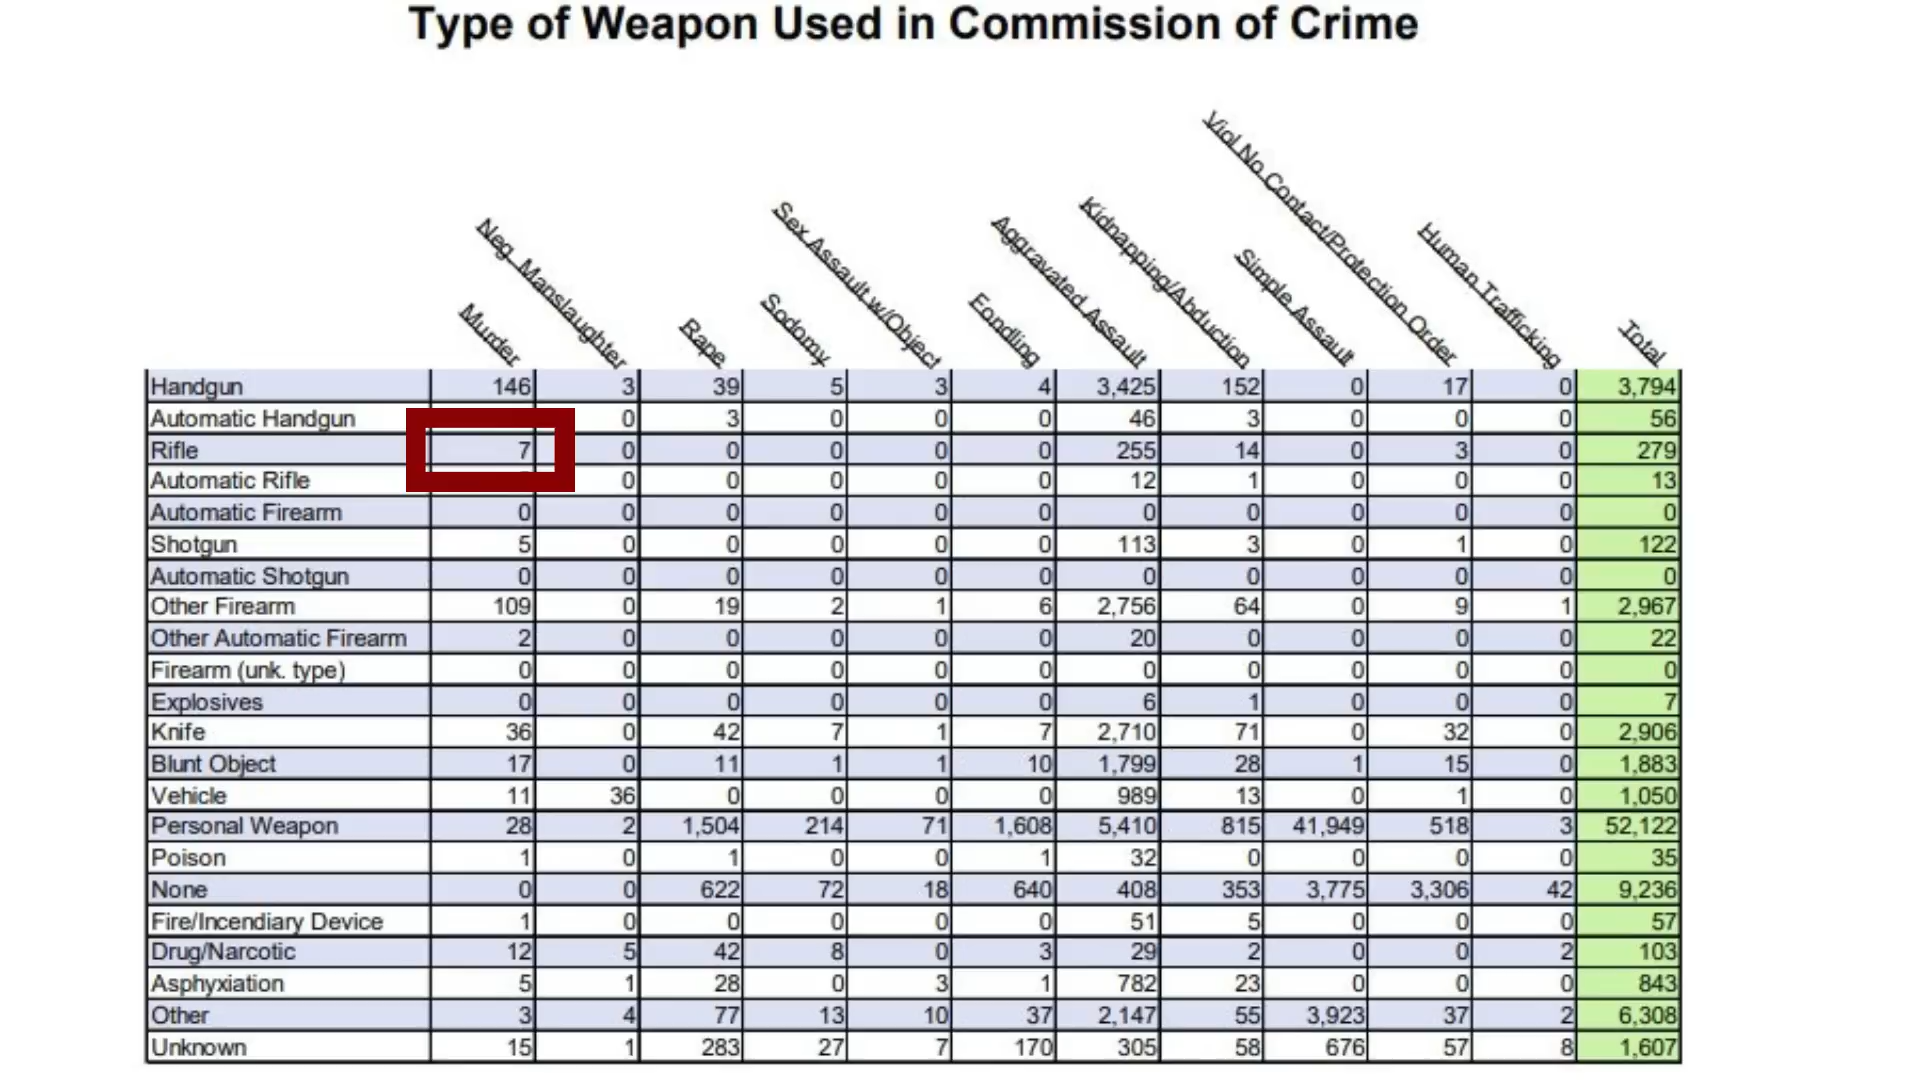 Type of Weapon Used in Commission of Crime
Murder Neg. Manslaughter Rape Sodomy Sex Assault w/Object Fondling Aggravated Assault Kidnapping/Abduction Simple Assault Viol No Contact/Protection Order Human Trafficking Total
Handgun 146 3 39 5 3 4 3,425 152 0 17 0 3,794
Automatic Handgun 0 3 0 0 0 46 3 0 0 0 56
Rifle 7 0 0 0 0 0 255 14 0 3 0 279
Automatic Rifle 0 0 0 0 0 12 1 0 0 0 13
Automatic Firearm 0 0 0 0 0 0 0 0 0 0 0 0
Shotgun 5 0 0 0 0 0 113 3 0 1 0 122
Automatic Shotgun 0 0 0 0 0 0 0 0 0 0 0 0
Other Firearm 109 0 19 2 1 6 2,756 64 0 9 1 2,967
Other Automatic Firearm 2 0 0 0 0 0 20 0 0 0 0 22
Firearm (unk. type) 0 0 0 0 0 0 0 0 0 0 0 0
Explosives 0 0 0 0 0 0 6 1 0 0 0 7
Knife 36 0 42 7 1 7 2,710 71 0 32 0 2,906
Blunt Object 17 0 11 1 1 10 1,799 28 1 15 0 1,883
Vehicle 11 36 0 0 0 0 989 13 0 1 0 1,050
Personal Weapon 28 2 1,504 214 71 1,608 5,410 815 41,949 518 3 52,122
Poison 1 0 1 0 0 1 32 0 0 0 0 35
None 0 0 622 72 18 640 408 353 3,775 3,306 42 9,236
Fire/Incendiary Device 1 0 0 0 0 0 51 5 0 0 0 57
Drug/Narcotic 12 5 42 8 0 3 29 2 0 0 2 103
Asphyxiation 5 1 28 0 3 1 782 23 0 0 0 843
Other 3 4 77 13 10 37 2,147 55 3,923 37 2 6,308
Unknown 15 1 283 27 7 170 305 58 676 57 8 1,607